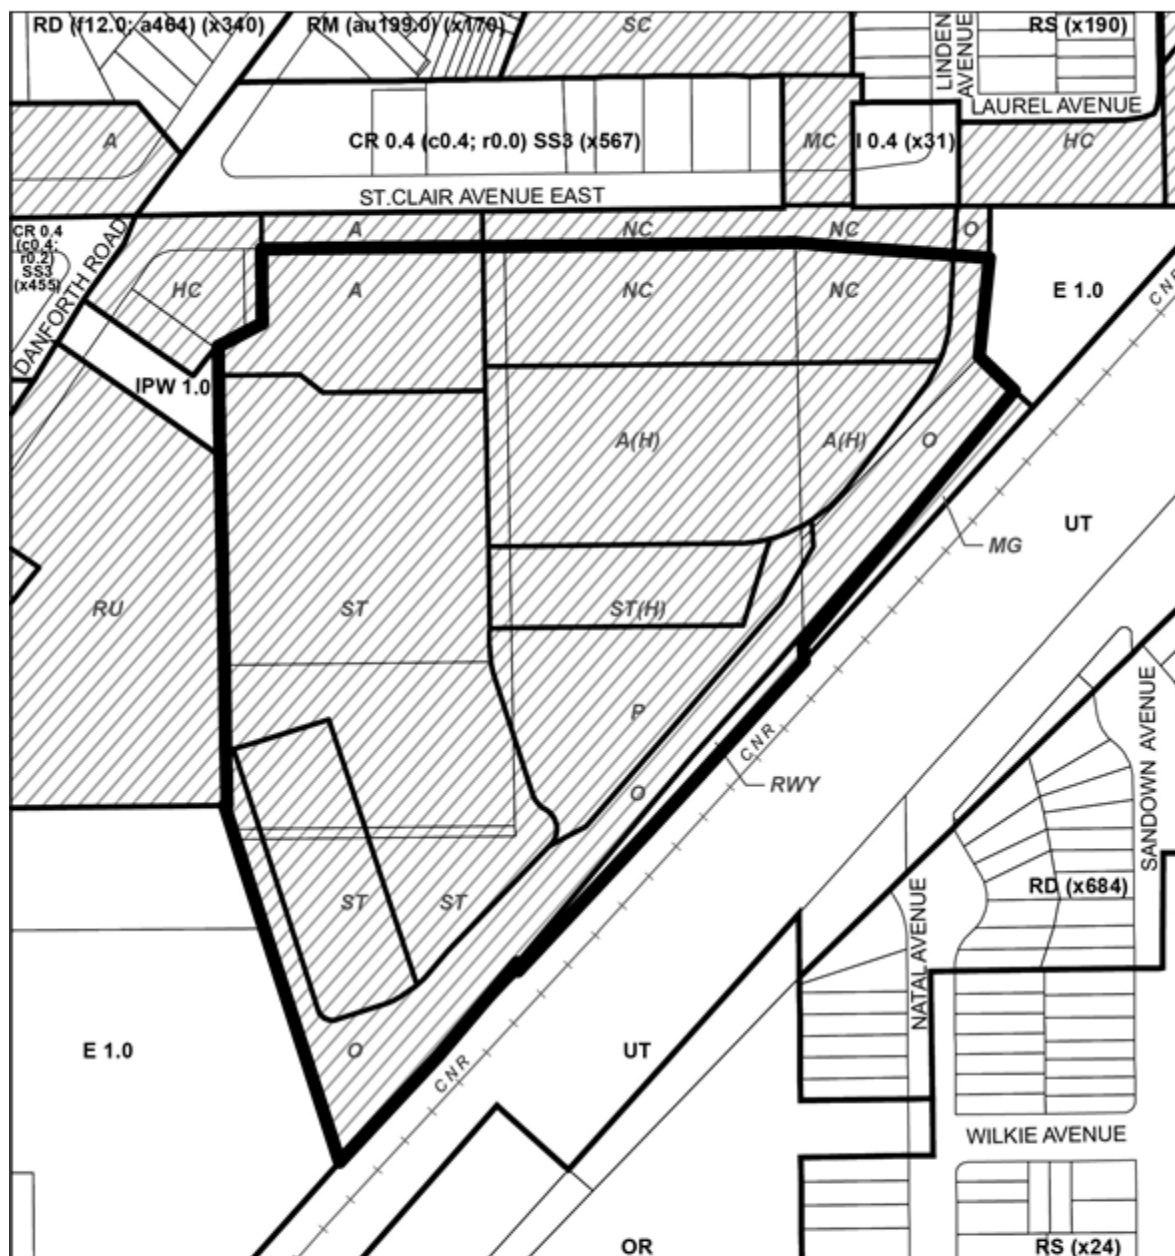 RD (f12.0; a464) (x340)
RM (au199.0) (x170)
SC
LINDEN
AVENUE
RS (x190)
LAUREL AVENUE
A
CR 0.4 (c0.4; r0.0) SS3 (x567)
MC
I 0.4 (x31)
HC
ST.CLAIR AVENUE EAST
CR 0.4
(c0.4;
r0.2)
SS3
(x455)
DANFORTH ROAD
A
NC
NC
O
HC
A
NC
NC
E 1.0
CNR
IPW 1.0
A(H)
A(H)
O
UT
MG
RU
ST
ST(H)
P
CNR
O
RWY
SANDOWN AVENUE
RD (x684)
ST
ST
NATAL AVENUE
E 1.0
O
CNR
UT
WILKIE AVENUE
OR
RS (x24)